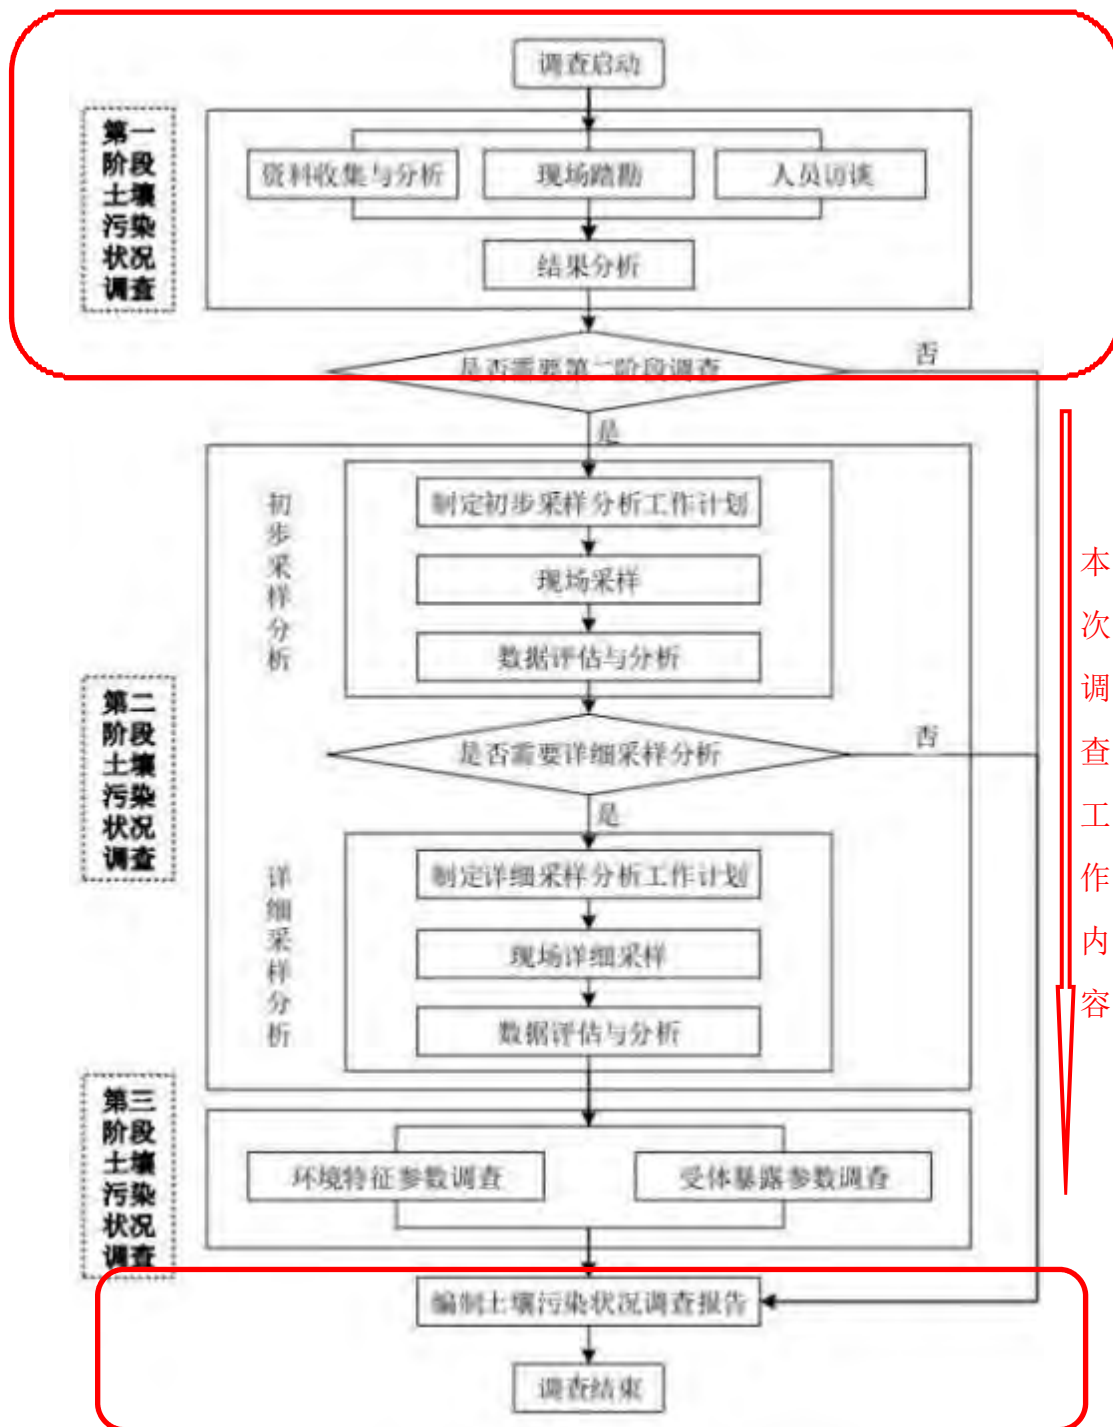 调查启动
第一
阶段
土壤
污染
状况
调查
资料收集与分析
现场踏勘
人员访谈
结果分析
是否需要第二阶段调查
否
是
初步采样分析
制定初步采样分析工作计划
现场采样
数据评估与分析
第二
阶段
土壤
污染
状况
调查
是否需要详细采样分析
否
是
详细采样分析
制定详细采样分析工作计划
现场详细采样
数据评估与分析
第三
阶段
土壤
污染
状况
调查
环境特征参数调查
受体暴露参数调查
编制土壤污染状况调查报告
调查结束
本次调查工作内容